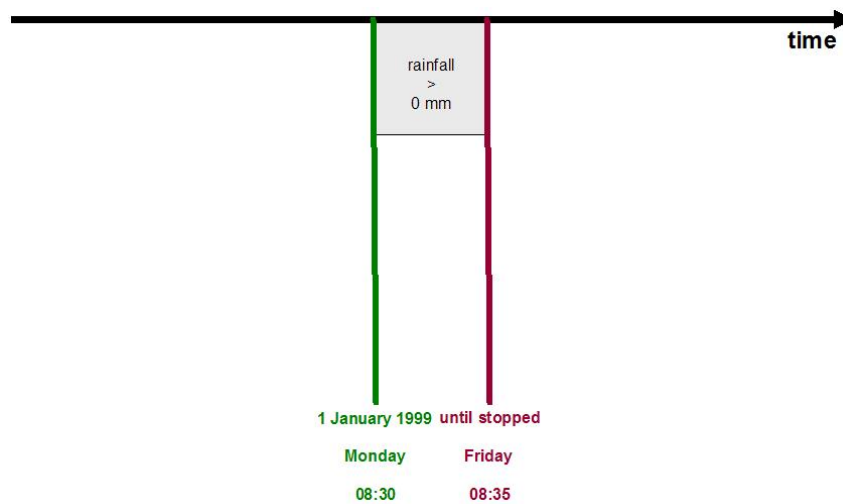 time
rainfall
>
0 mm
1 January 1999 until stopped
Monday Friday
08:30 08:35